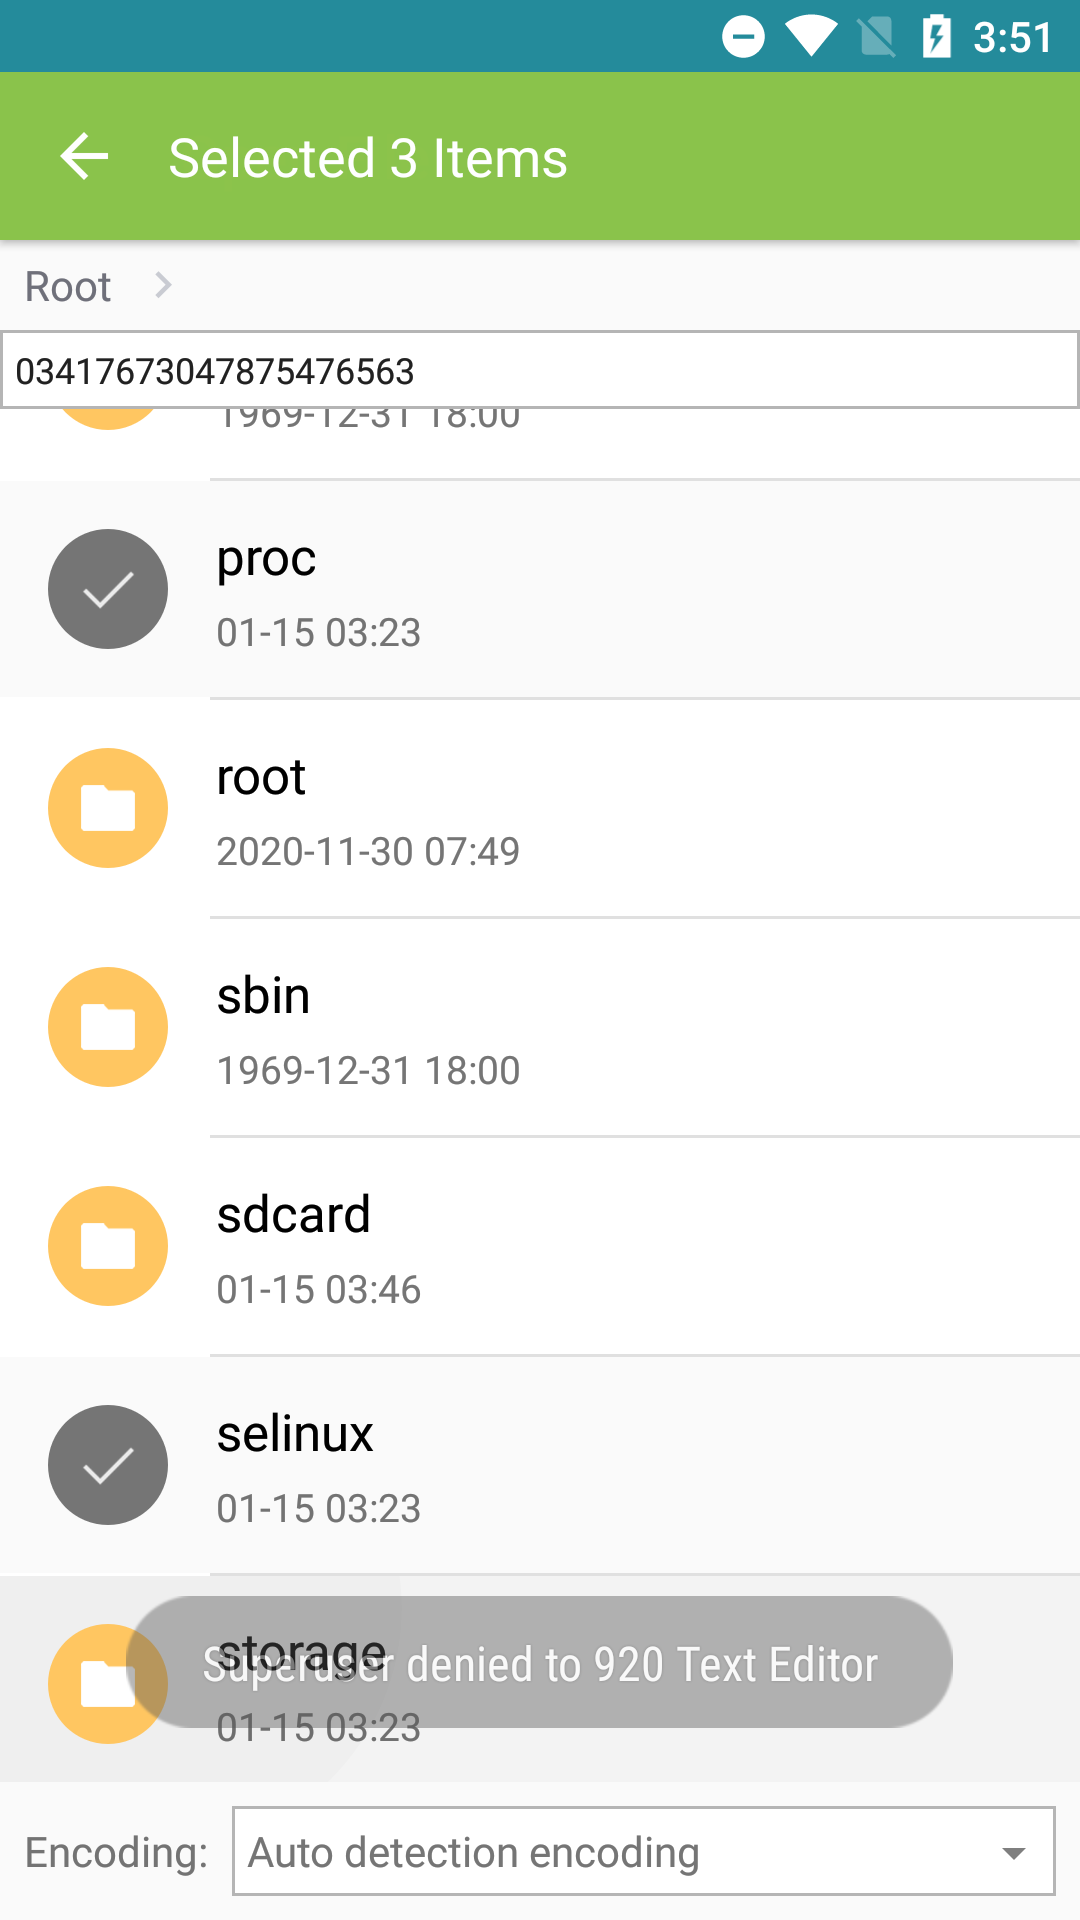 3:51
Selected 3 Items
Root
03417673047875476563
1969-12-31 18:00
proc
01-15 03:23
root
2020-11-30 07:49
sbin
1969-12-31 18:00
sdcard
01-15 03:46
selinux
01-15 03:23
storage
Superuser denied to 920 Text Editor
01-15 03:23
Encoding:
Auto detection encoding